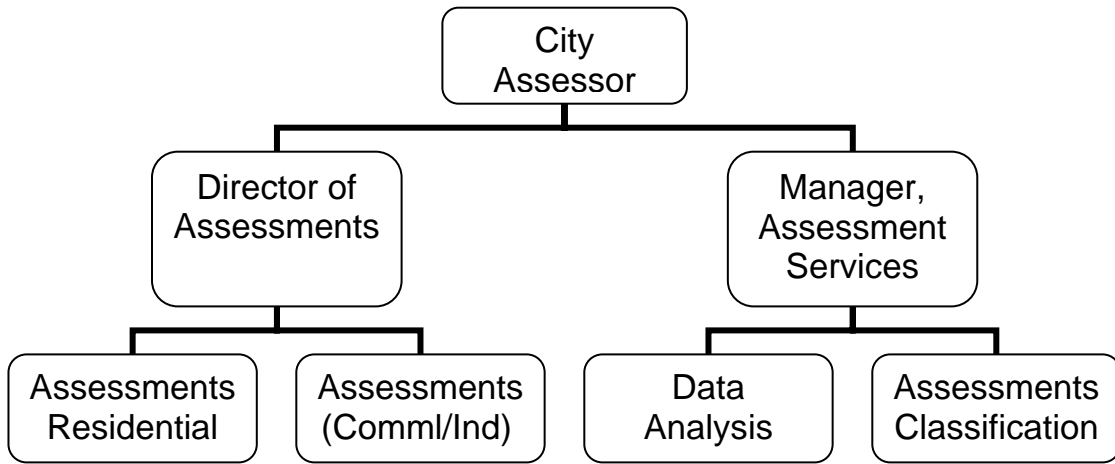 City
Assessor
Director of
Assessments
Manager,
Assessment
Services
Assessments
Residential
Assessments
(Comml/Ind)
Data
Analysis
Assessments
Classification